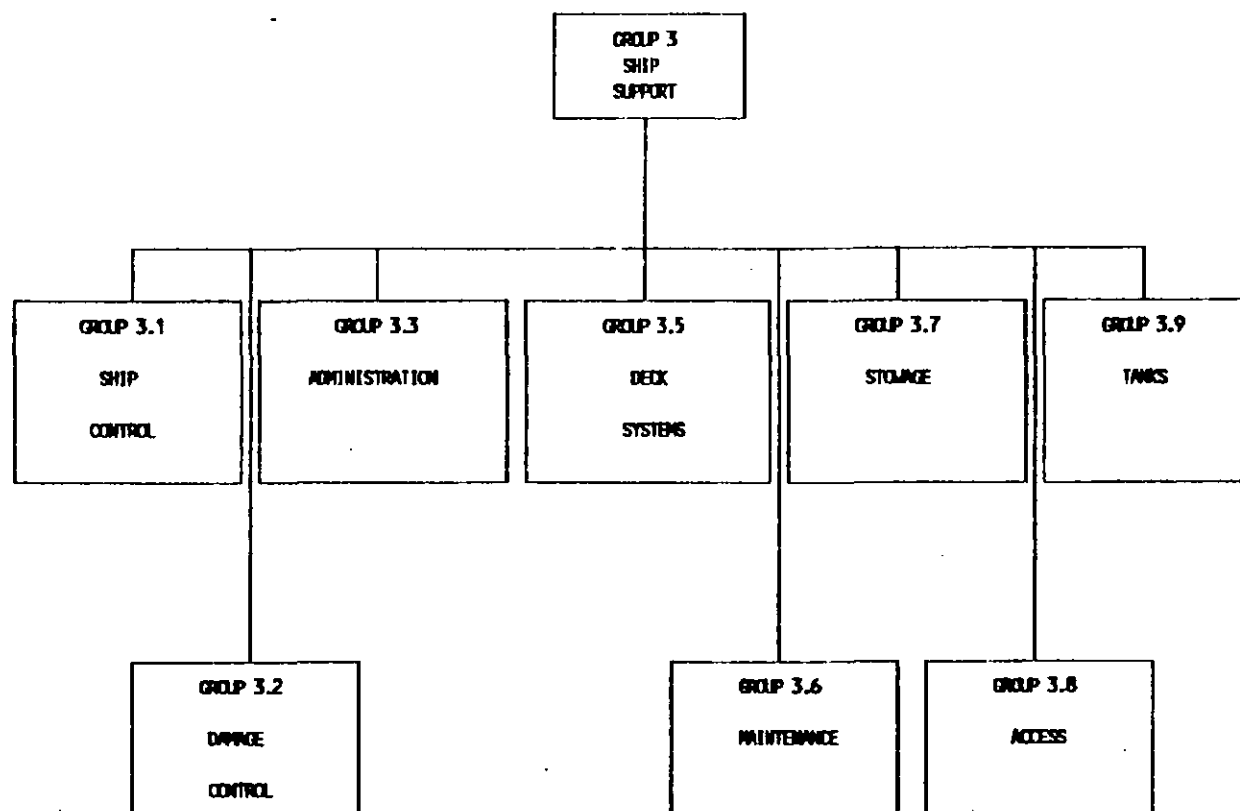 GROUP 3
SHIP
SUPPORT
GROUP 3.1
SHIP
CONTROL
GROUP 3.3
ADMINISTRATION
GROUP 3.5
DECK
SYSTEMS
GROUP 3.7
STOWAGE
GROUP 3.9
TANKS
GROUP 3.2
DAMAGE
CONTROL
GROUP 3.6
MAINTENANCE
GROUP 3.8
ACCESS